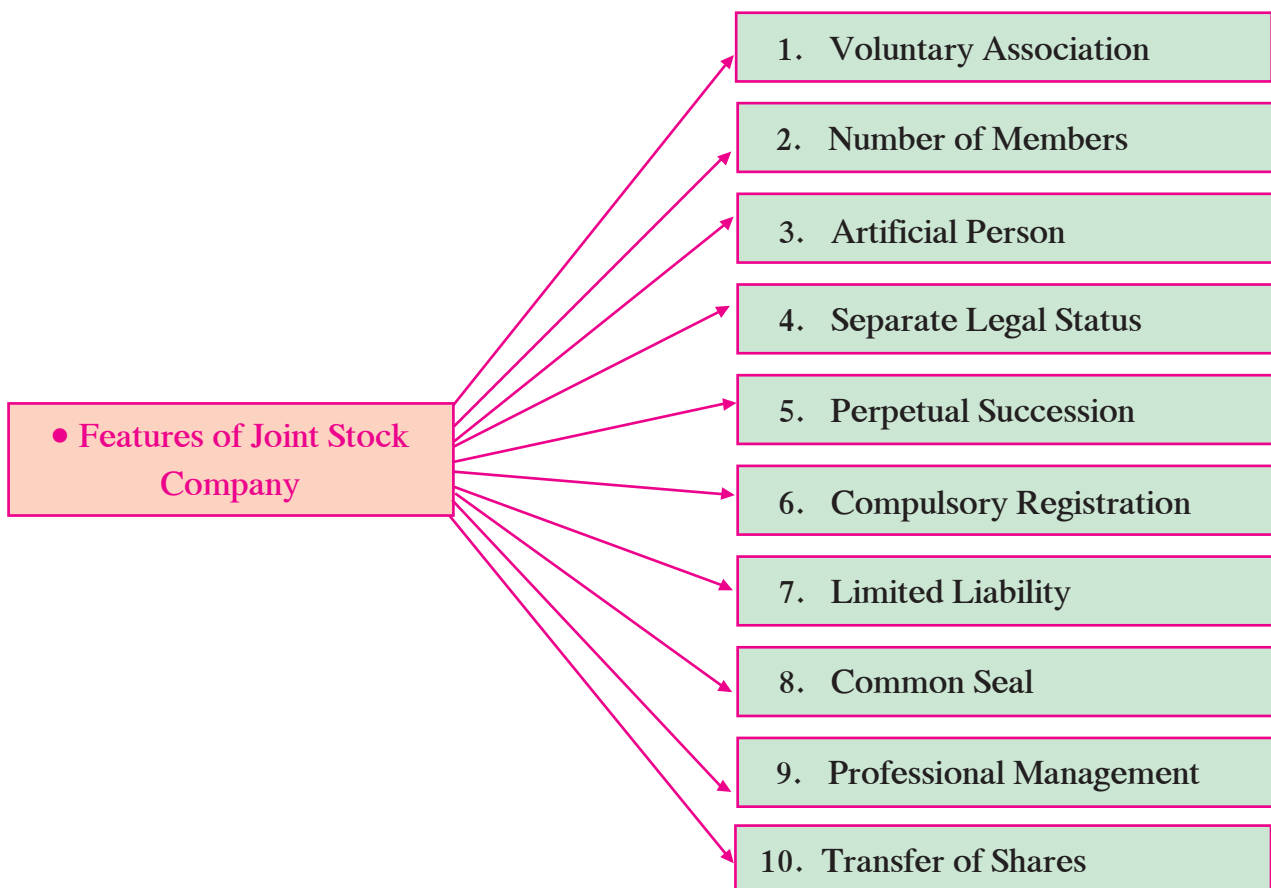 • Features of Joint Stock
Company
1. Voluntary Association
2. Number of Members
3. Artificial Person
4. Separate Legal Status
5. Perpetual Succession
6. Compulsory Registration
7. Limited Liability
8. Common Seal
9. Professional Management
10. Transfer of Shares